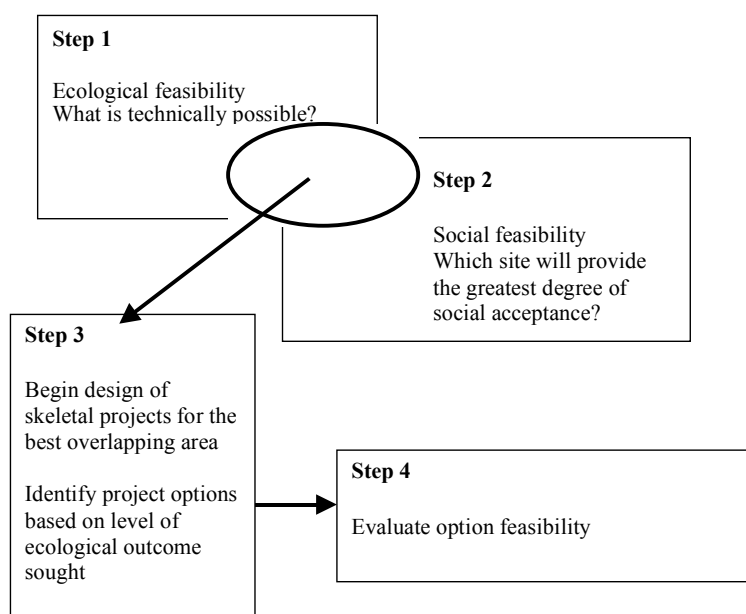 Step 1
Ecological feasibility
What is technically possible?
Step 2
Social feasibility
Which site will provide
the greatest degree of
social acceptance?
Step 3
Begin design of
skeletal projects for the
best overlapping area
Identify project options
based on level of
ecological outcome
sought
Step 4
Evaluate option feasibility